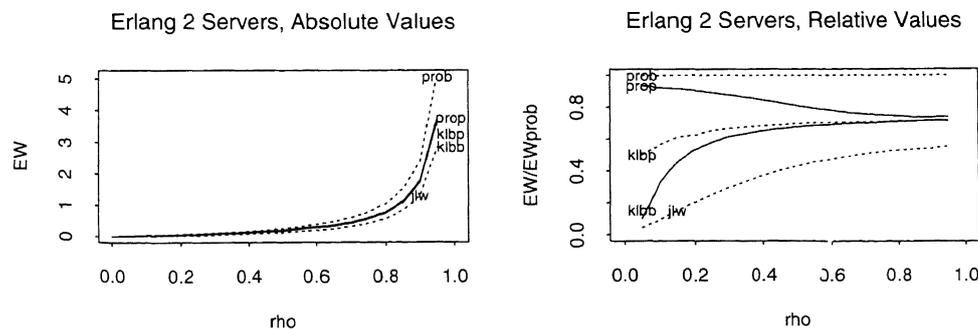 Erlang 2 Servers, Absolute Values
EW
5
4
3
2
1
0
prob
prop
klbp
klbb
jlw
0.0 0.2 0.4 0.6 0.8 1.0
rho
Erlang 2 Servers, Relative Values
EW/EWprob
0.8
0.4
0.0
prob
prop
klbp
klbb jlw
0.0 0.2 0.4 0.6 0.8 1.0
rho